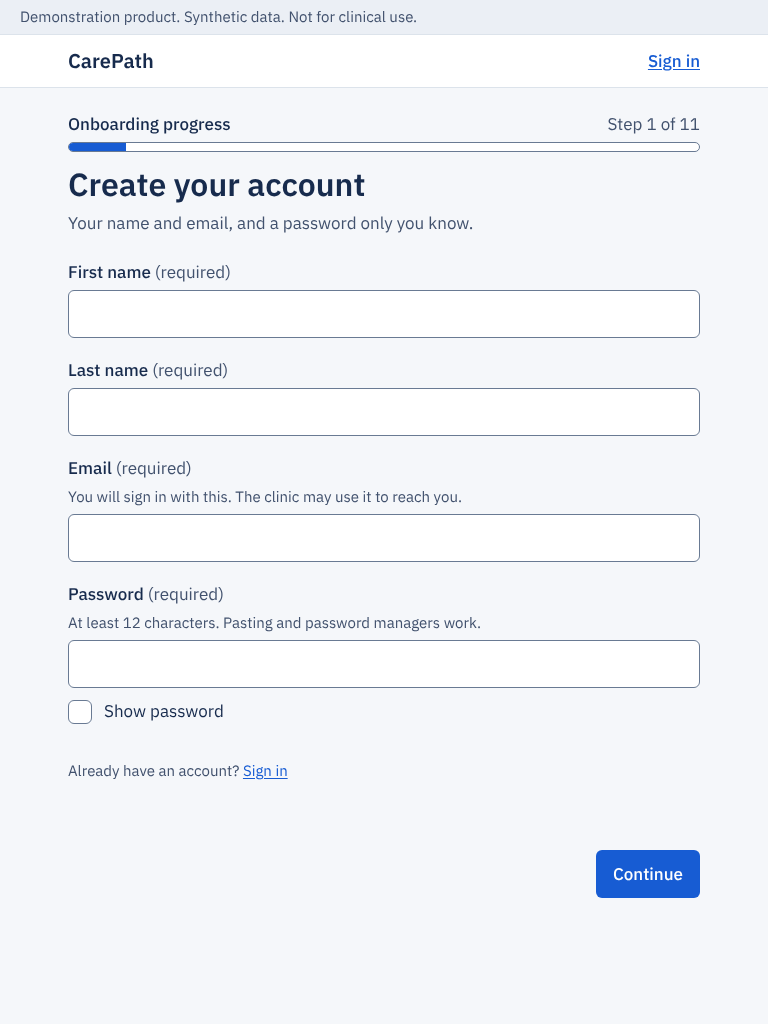 Demonstration product. Synthetic data. Not for clinical use.
CarePath
Sign in
Onboarding progress
Step 1 of 11
Create your account
Your name and email, and a password only you know.
First name (required)
Last name (required)
Email (required)
You will sign in with this. The clinic may use it to reach you.
Password (required)
At least 12 characters. Pasting and password managers work.
Show password
Already have an account? Sign in
Continue